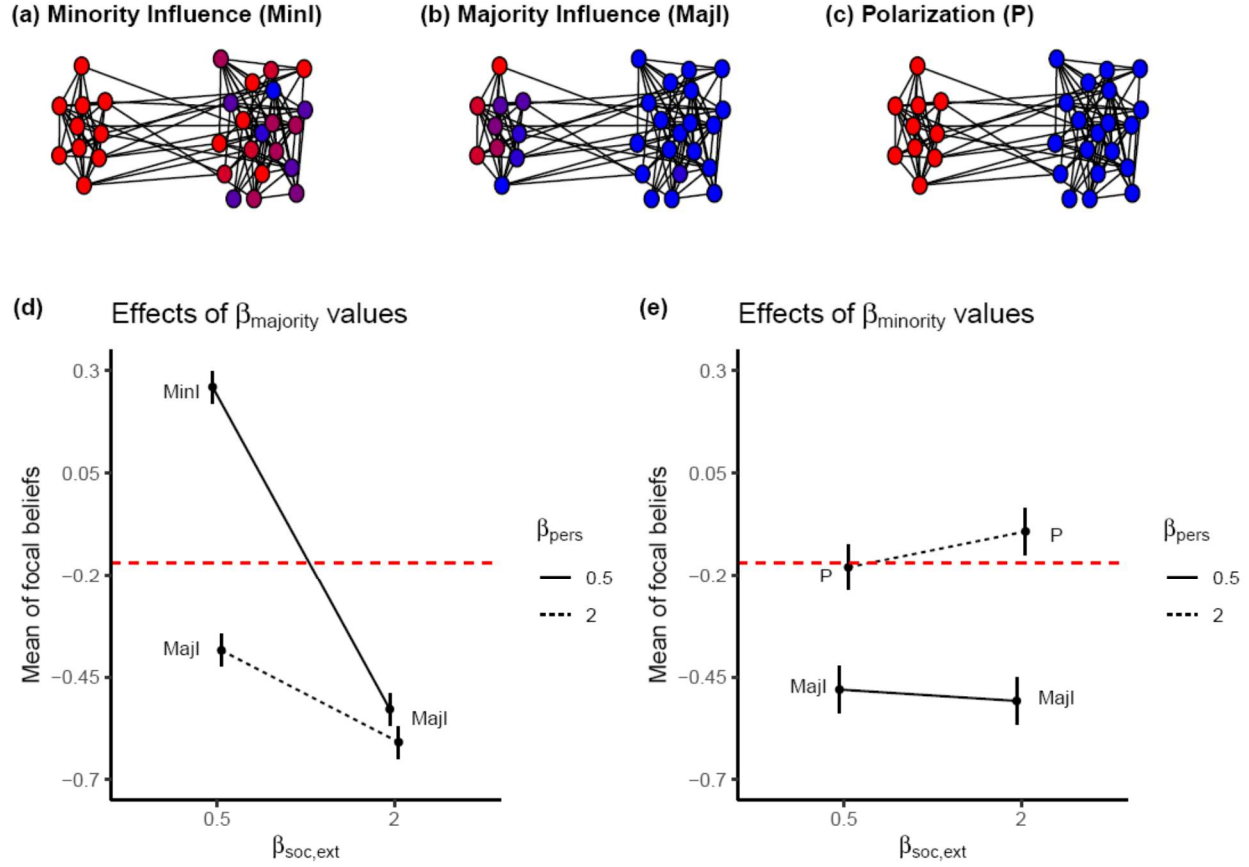 (a) Minority Influence (MinI)
(b) Majority Influence (MajI)
(c) Polarization (P)
(d)
Effects of βmajority values
Mean of focal beliefs
0.3
0.05
−0.2
−0.45
−0.7
MinI
MajI
MajI
0.5
2
βsoc,ext
βpers
0.5
2
(e)
Effects of βminority values
Mean of focal beliefs
0.3
0.05
−0.2
−0.45
−0.7
P
P
MajI
MajI
0.5
2
βsoc,ext
βpers
0.5
2